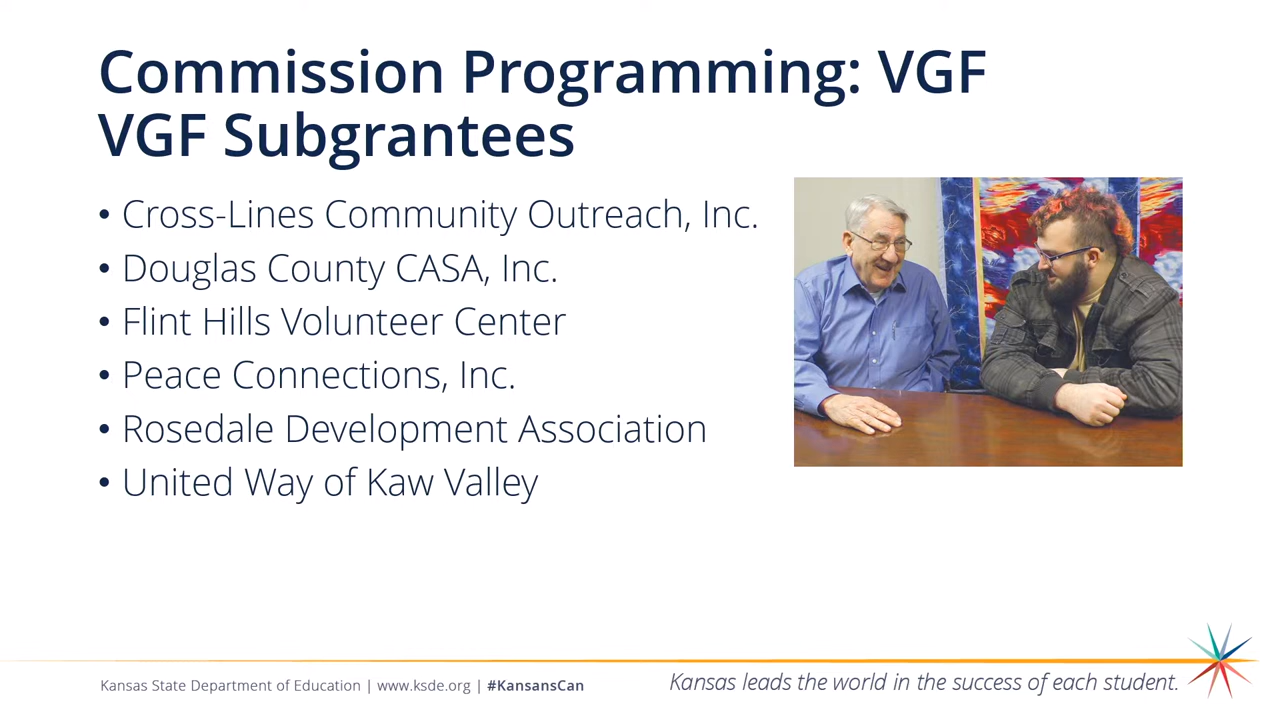 Commission Programming: VGF
VGF Subgrantees
• Cross-Lines Community Outreach, Inc.
• Douglas County CASA, Inc.
• Flint Hills Volunteer Center
• Peace Connections, Inc.
• Rosedale Development Association
• United Way of Kaw Valley
Kansas State Department of Education | www.ksde.org | #KansansCan
Kansas leads the world in the success of each student.